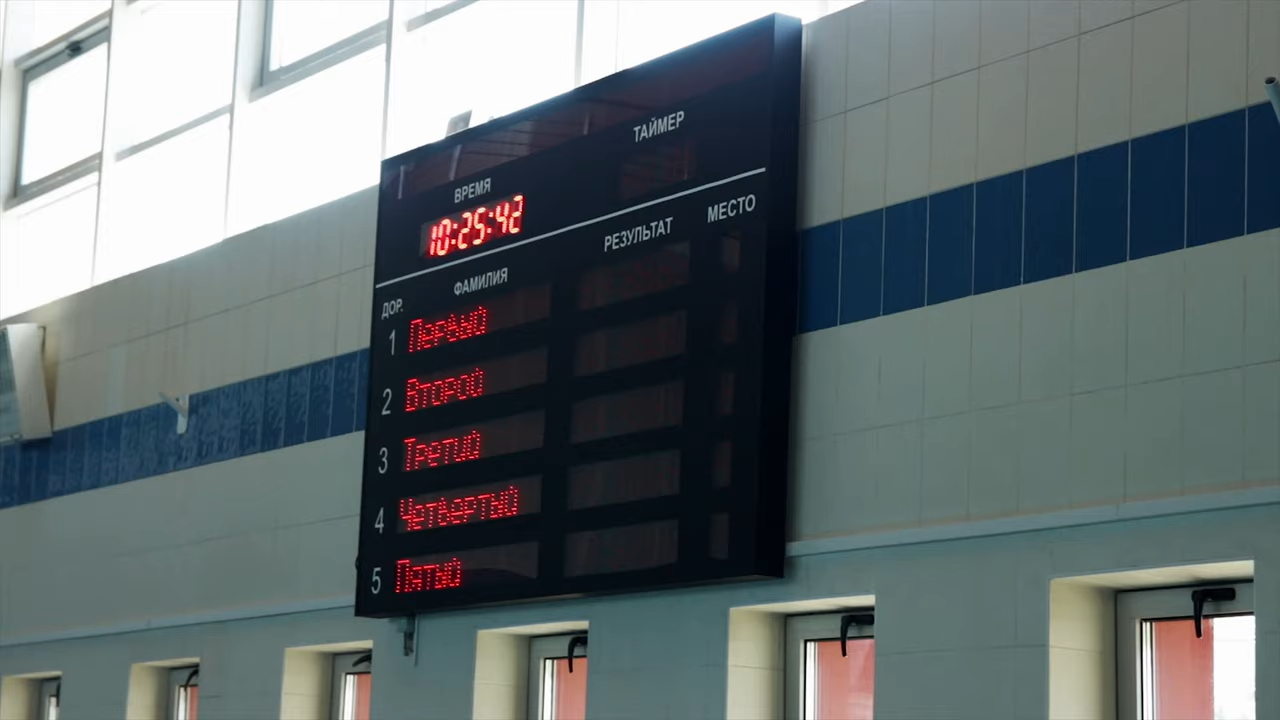 ТАЙМЕР
ВРЕМЯ
10:25:42
РЕЗУЛЬТАТ МЕСТО
ДОР. ФАМИЛИЯ
1 Первый
2 Второй
3 Третий
4 Четвертый
5 Пятый